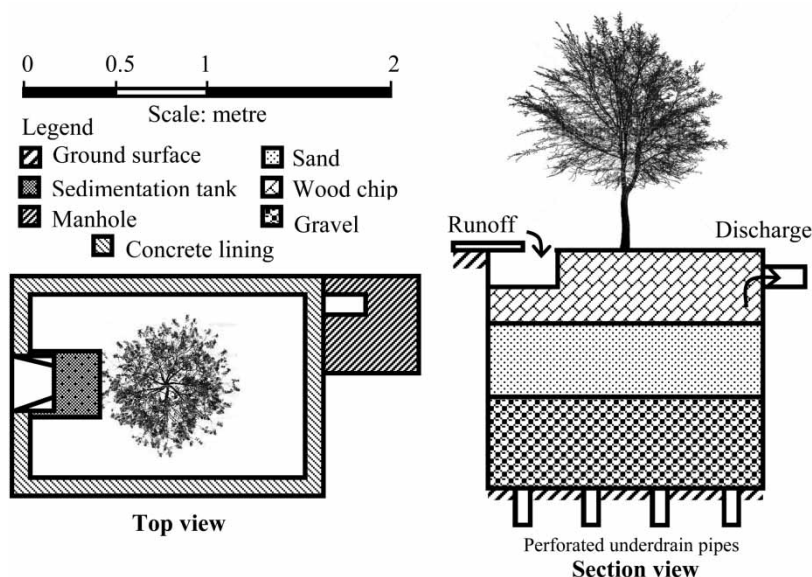 0 0.5 1 2
Scale: metre
Legend
Ground surface
Sand
Sedimentation tank
Wood chip
Manhole
Gravel
Concrete lining
Top view
Runoff
Discharge
Perforated underdrain pipes
Section view